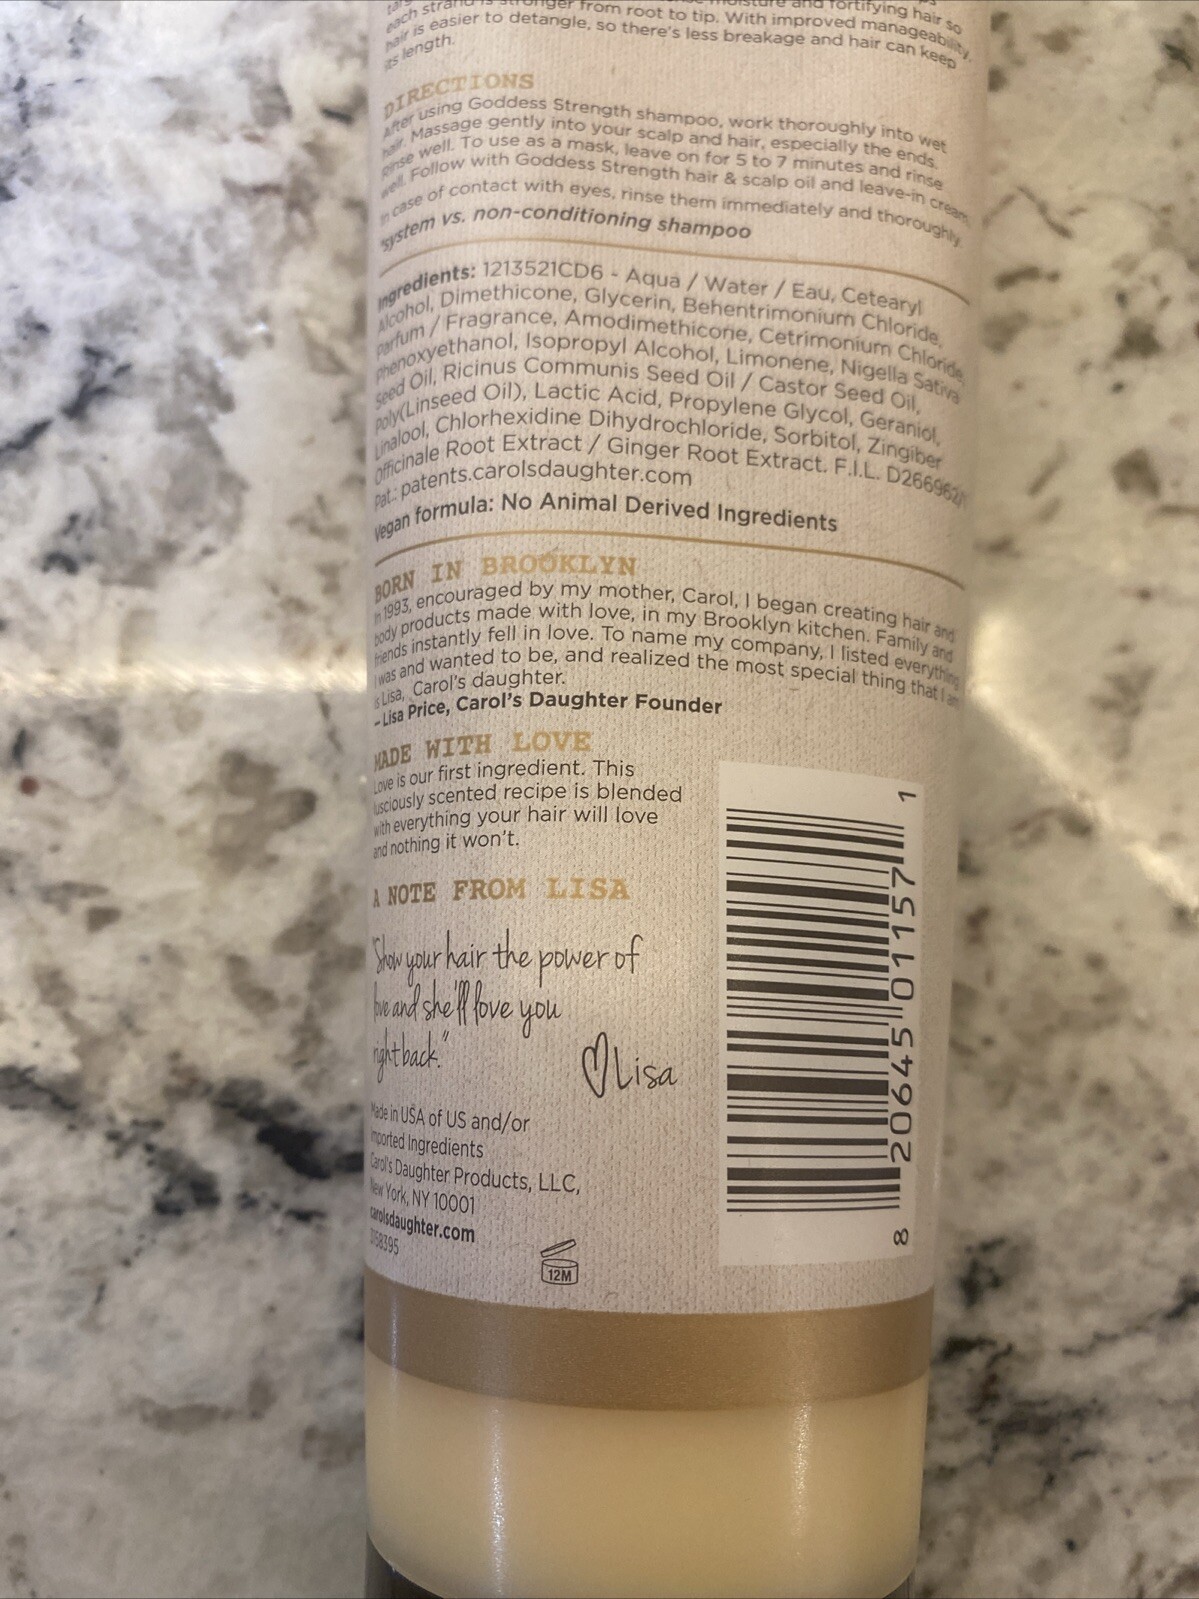 each strand is stronger from root to tip. With improved manageability,
hair is easier to detangle, so there's less breakage and hair can keep
its length.
DIRECTIONS
After using Goddess Strength shampoo, work thoroughly into wet
hair. Massage gently into your scalp and hair, especially the ends.
Rinse well. To use as a mask, leave on for 5 to 7 minutes and rinse
well. Follow with Goddess Strength hair & scalp oil and leave-in cream.
In case of contact with eyes, rinse them immediately and thoroughly.
*system vs. non-conditioning shampoo
Ingredients: 1213521CD6 - Aqua / Water / Eau, Cetearyl
Alcohol, Dimethicone, Glycerin, Behentrimonium Chloride,
Parfum / Fragrance, Amodimethicone, Cetrimonium Chloride,
Phenoxyethanol, Isopropyl Alcohol, Limonene, Nigella Sativa
Seed Oil, Ricinus Communis Seed Oil / Castor Seed Oil,
Poly(Linseed Oil), Lactic Acid, Propylene Glycol, Geraniol,
Linalool, Chlorhexidine Dihydrochloride, Sorbitol, Zingiber
Officinale Root Extract / Ginger Root Extract. F.I.L. D266962/1
Pat.: patents.carolsdaughter.com
Vegan formula: No Animal Derived Ingredients
BORN IN BROOKLYN
In 1993, encouraged by my mother, Carol, I began creating hair and
body products made with love, in my Brooklyn kitchen. Family and
friends instantly fell in love. To name my company, I listed everything
I was and wanted to be, and realized the most special thing that I am
is Lisa, Carol's daughter.
– Lisa Price, Carol's Daughter Founder
MADE WITH LOVE
Love is our first ingredient. This
lusciously scented recipe is blended
with everything your hair will love
and nothing it won't.
A NOTE FROM LISA
"Show your hair the power of
love and she'll love you
right back."
Lisa
Made in USA of US and/or
Imported Ingredients
Carol's Daughter Products, LLC,
New York, NY 10001
carolsdaughter.com
12M
8 20645 01157 1